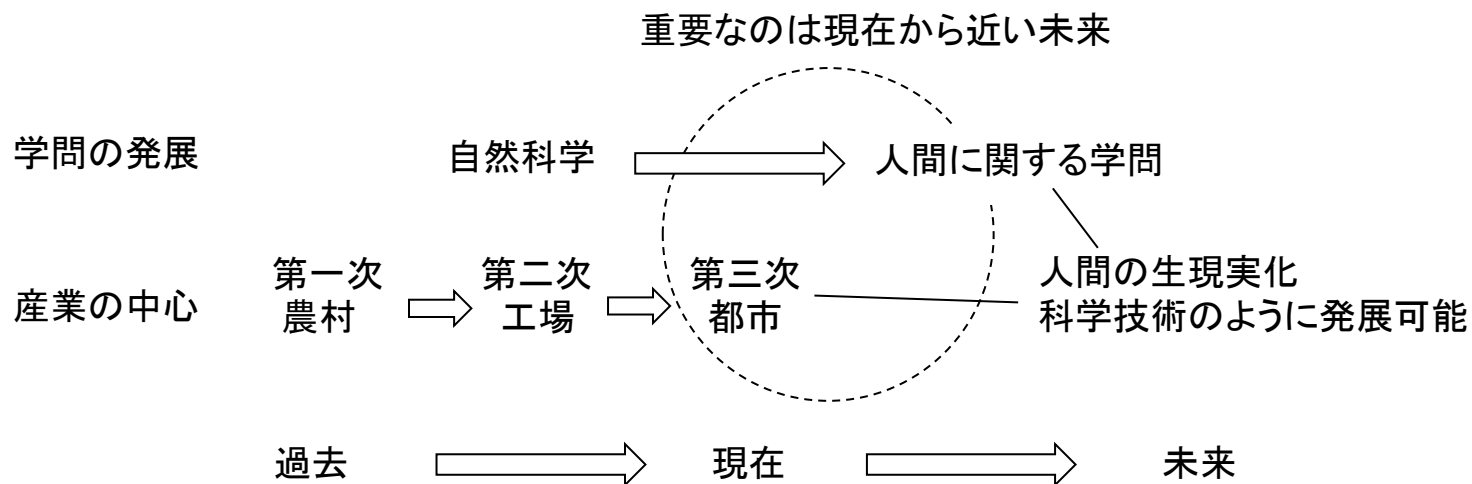 重要なのは現在から近い未来
学問の発展
自然科学
人間に関する学問
産業の中心
第一次
農村
第二次
工場
第三次
都市
人間の生現実化
科学技術のように発展可能
過去
現在
未来